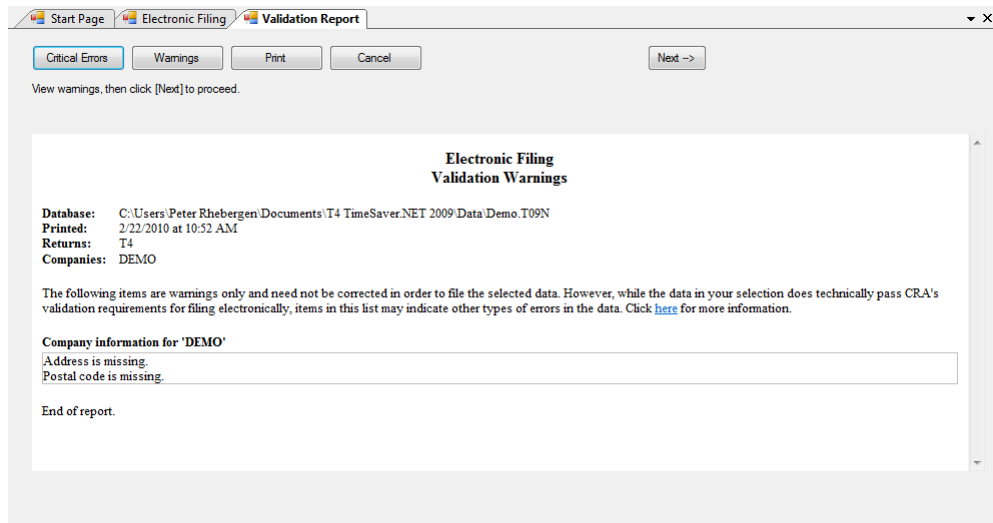 Start Page Electronic Filing Validation Report
Critical Errors Warnings Print Cancel Next -->
View warnings, then click [Next] to proceed.
Electronic Filing
Validation Warnings
Database: C:\Users\Peter Rhebergen\Documents\T4 TimeSaver.NET 2009\Data\Demo.T09N
Printed: 2/22/2010 at 10:52 AM
Returns: T4
Companies: DEMO
The following items are warnings only and need not be corrected in order to file the selected data. However, while the data in your selection does technically pass CRA's
validation requirements for filing electronically, items in this list may indicate other types of errors in the data. Click here for more information.
Company information for 'DEMO'
Address is missing.
Postal code is missing.
End of report.